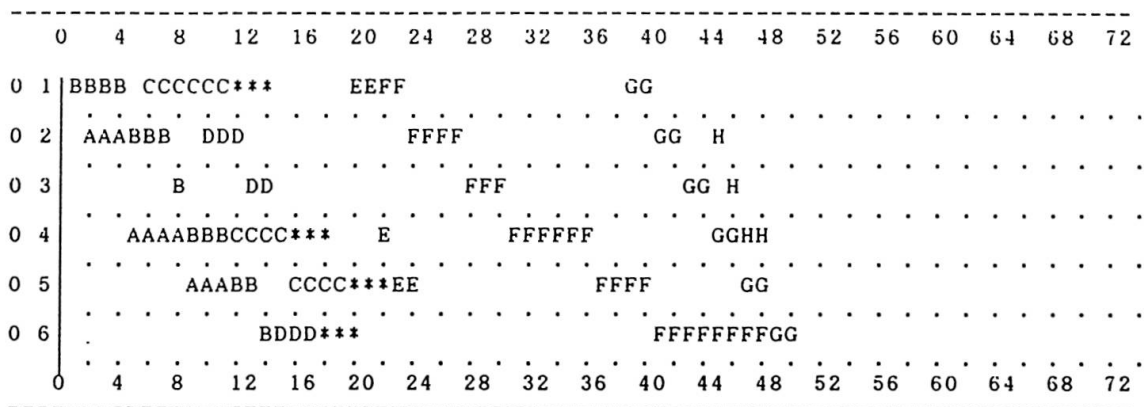 0 4 8 12 16 20 24 28 32 36 40 44 48 52 56 60 64 68 72
0 1 BBBB CCCCCC*** EEFF GG
0 2 AAABBB DDD FFFF GG H
0 3 B DD FFF GG H
0 4 AAAABBBCCCC*** E FFFFFF GGHH
0 5 AAABB CCCC***EE FFFF GG
0 6 BDDD*** FFFFFFFFGG
0 4 8 12 16 20 24 28 32 36 40 44 48 52 56 60 64 68 72